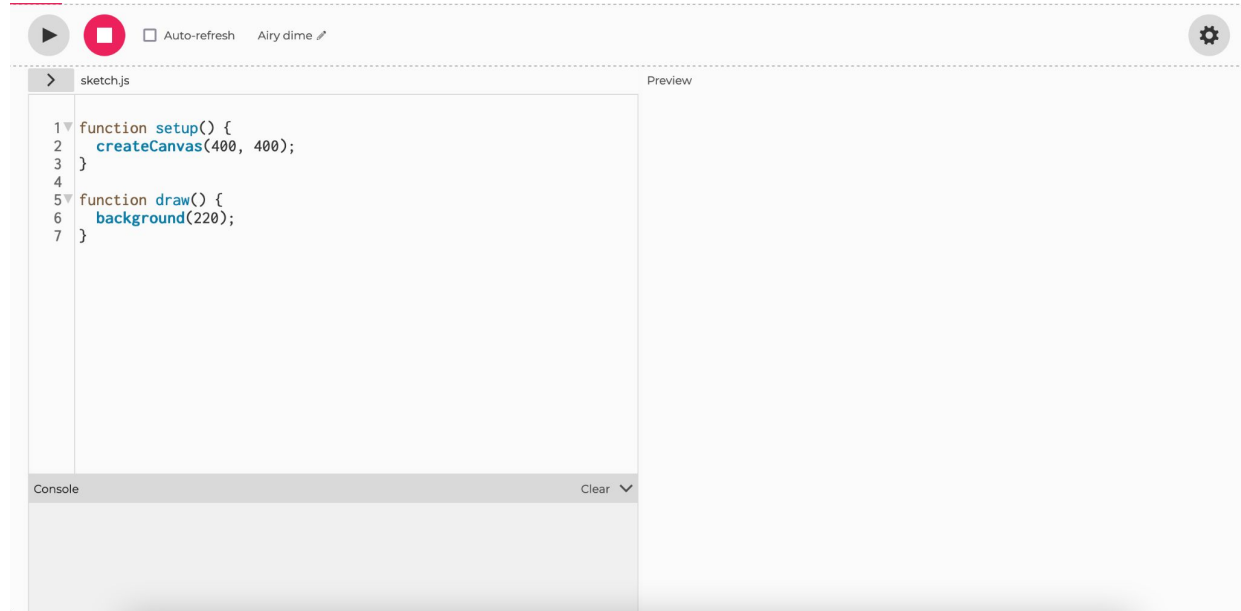 Auto-refresh Airy dime
sketch.js
Preview
1 function setup() {
2 createCanvas(400, 400);
3 }
4
5 function draw() {
6 background(220);
7 }
Console Clear